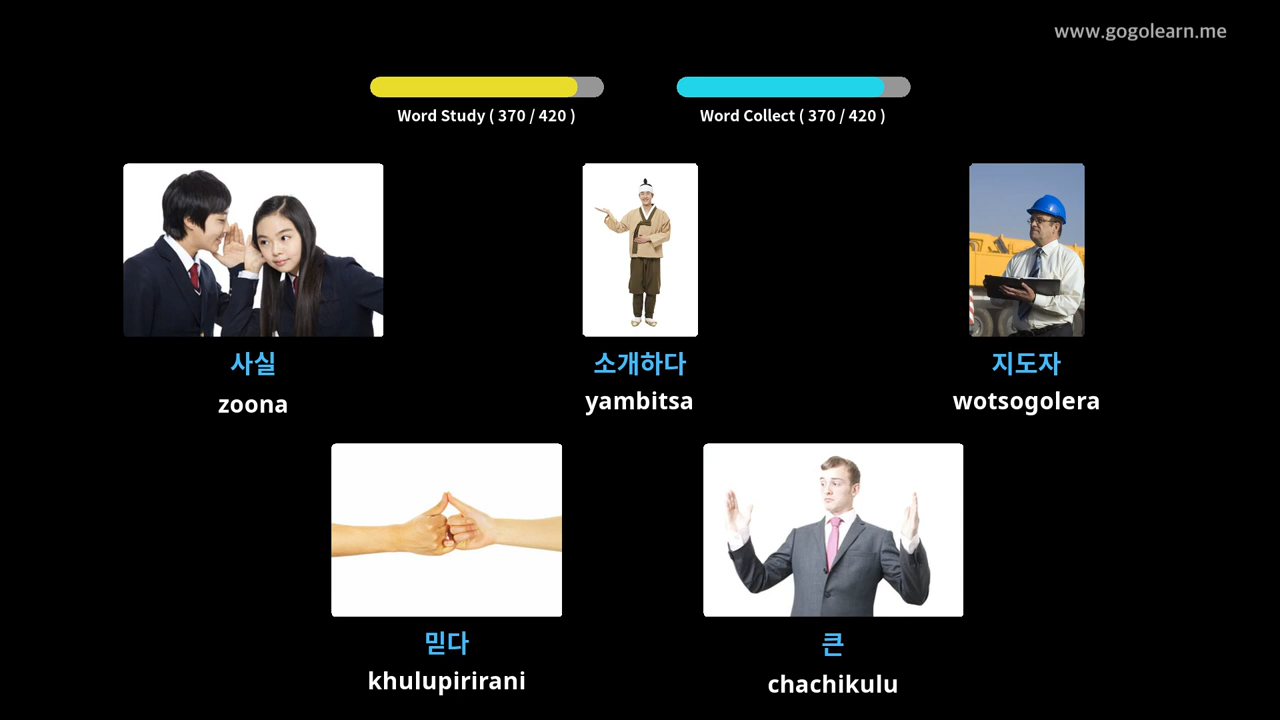 www.gogolearn.me
Word Study ( 370 / 420 )
Word Collect ( 370 / 420 )
사실
zoona
소개하다
yambitsa
지도자
wotsogolera
믿다
khulupirirani
큰
chachikulu